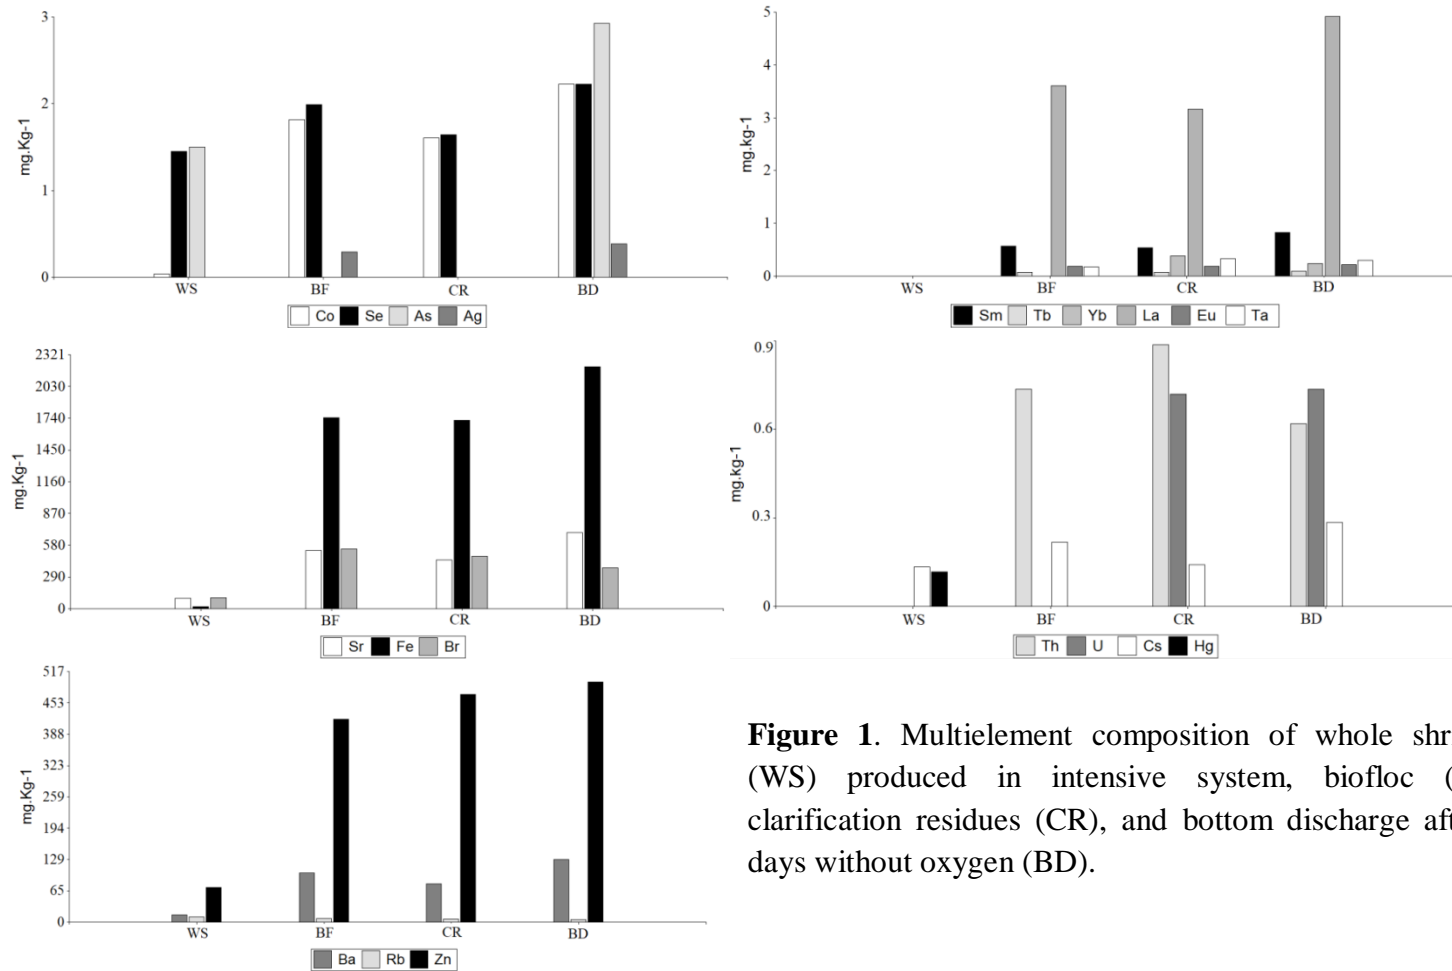 3
2
1
0
mg.Kg-1
WS BF CR BD
Co Se As Ag
5
4
3
2
1
0
mg.kg-1
WS BF CR BD
Sm Tb Yb La Eu Ta
2321
2030
1740
1450
1160
870
580
290
0
mg.Kg-1
WS BF CR BD
Sr Fe Br
0.9
0.6
0.3
0
mg.kg-1
WS BF CR BD
Th U Cs Hg
517
453
388
323
259
194
129
65
0
mg.Kg-1
WS BF CR BD
Ba Rb Zn
Figure 1. Multielement composition of whole shr
(WS) produced in intensive system, biofloc (
clarification residues (CR), and bottom discharge aft
days without oxygen (BD).